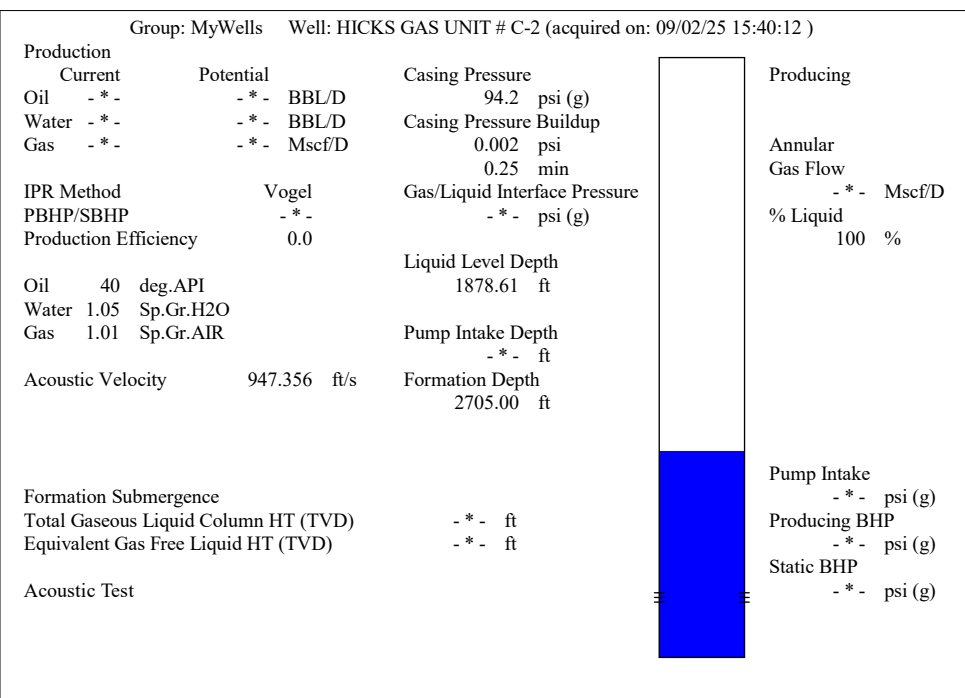 Group: MyWells Well: HICKS GAS UNIT # C-2 (acquired on: 09/02/25 15:40:12 )
Production
Current Potential
Oil - * - - * - BBL/D
Water - * - - * - BBL/D
Gas - * - - * - Mscf/D
IPR Method Vogel
PBHP/SBHP - * -
Production Efficiency 0.0
Oil 40 deg.API
Water 1.05 Sp.Gr.H2O
Gas 1.01 Sp.Gr.AIR
Acoustic Velocity 947.356 ft/s
Casing Pressure
94.2 psi (g)
Casing Pressure Buildup
0.002 psi
0.25 min
Gas/Liquid Interface Pressure
- * - psi (g)
Liquid Level Depth
1878.61 ft
Pump Intake Depth
- * - ft
Formation Depth
2705.00 ft
Formation Submergence
Total Gaseous Liquid Column HT (TVD) - * - ft
Equivalent Gas Free Liquid HT (TVD) - * - ft
Acoustic Test
Producing
Annular
Gas Flow
- * - Mscf/D
% Liquid
100 %
Pump Intake
- * - psi (g)
Producing BHP
- * - psi (g)
Static BHP
- * - psi (g)